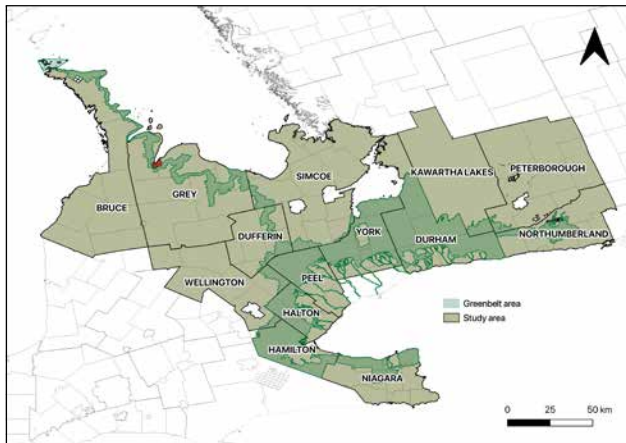 SIMCOE
KAWARTHA LAKES
PETERBOROUGH
GREY
BRUCE
DUFFERIN
YORK
DURHAM
NORTHUMBERLAND
WELLINGTON
PEEL
HALTON
HAMILTON
NIAGARA
Greenbelt area
Study area
0 25 50 km